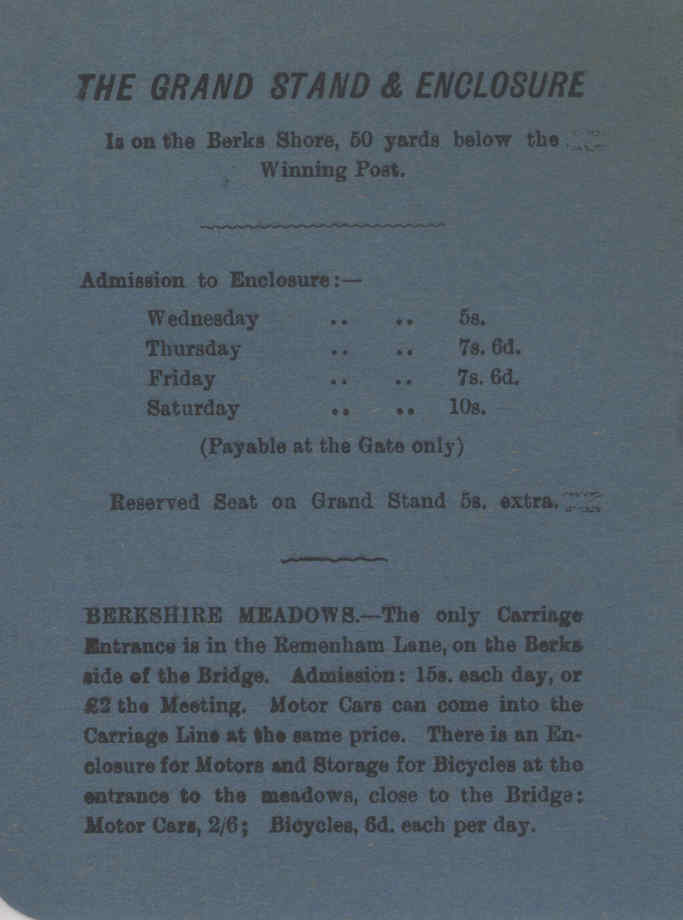 THE GRAND STAND & ENCLOSURE
Is on the Berks Shore, 50 yards below the
Winning Post.
Admission to Enclosure:—
Wednesday .. .. 5s.
Thursday .. .. 7s. 6d.
Friday .. .. 7s. 6d.
Saturday .. .. 10s.
(Payable at the Gate only)
Reserved Seat on Grand Stand 5s. extra.
BERKSHIRE MEADOWS.—The only Carriage
Entrance is in the Remenham Lane, on the Berks
side of the Bridge. Admission: 15s. each day, or
£2 the Meeting. Motor Cars can come into the
Carriage Line at the same price. There is an En-
closure for Motors and Storage for Bicycles at the
entrance to the meadows, close to the Bridge:
Motor Cars, 2/6; Bicycles, 6d. each per day.